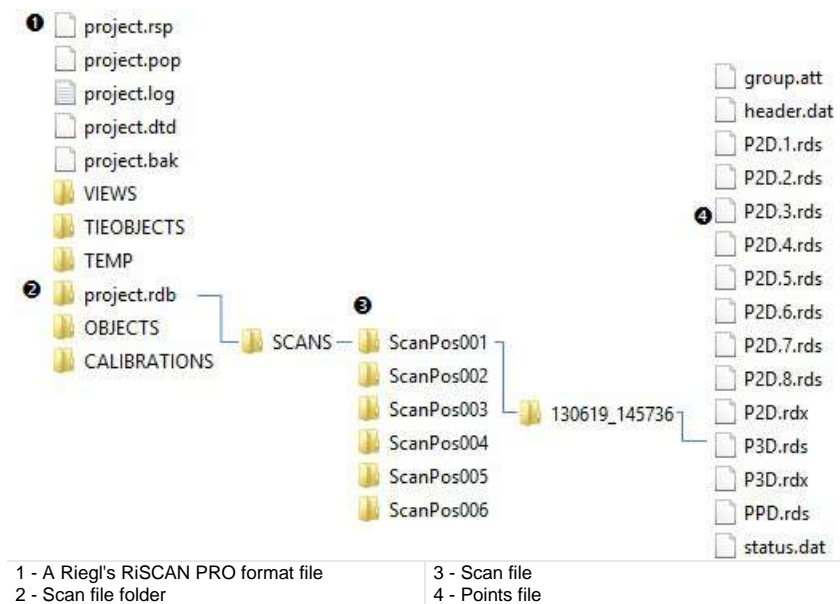 ❶ project.rsp
project.pop
project.log
project.dtd
project.bak
VIEWS
TIEOBJECTS
TEMP
❷ project.rdb
OBJECTS
CALIBRATIONS
SCANS
❸
ScanPos001
ScanPos002
ScanPos003
ScanPos004
ScanPos005
ScanPos006
130619_145736
group.att
header.dat
P2D.1.rds
P2D.2.rds
❹ P2D.3.rds
P2D.4.rds
P2D.5.rds
P2D.6.rds
P2D.7.rds
P2D.8.rds
P2D.rdx
P3D.rds
P3D.rdx
PPD.rds
status.dat
1 - A Riegl's RiSCAN PRO format file
2 - Scan file folder
3 - Scan file
4 - Points file